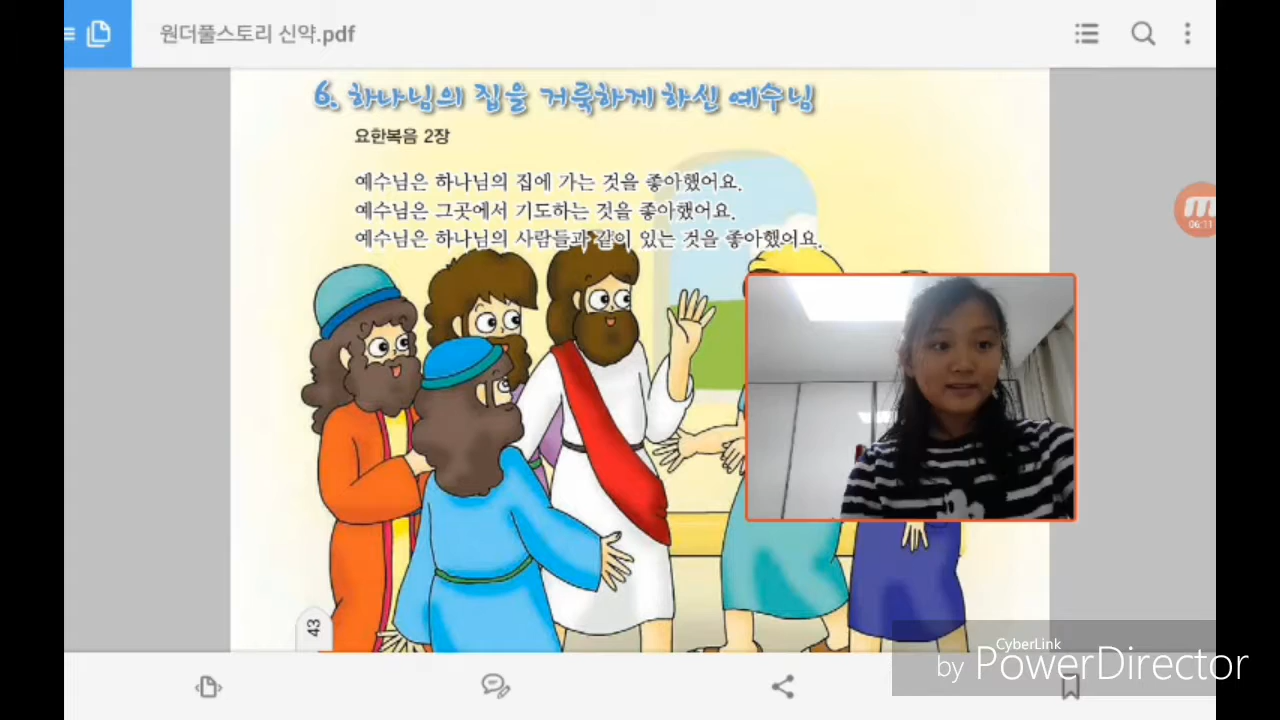 원더풀스토리 신약.pdf
6. 하나님의 집을 거룩하게 하신 예수님
요한복음 2장
예수님은 하나님의 집에 가는 것을 좋아했어요.
예수님은 그곳에서 기도하는 것을 좋아했어요.
예수님은 하나님의 사람들과 같이 있는 것을 좋아했어요.
06:11
43
CyberLink
by PowerDirector